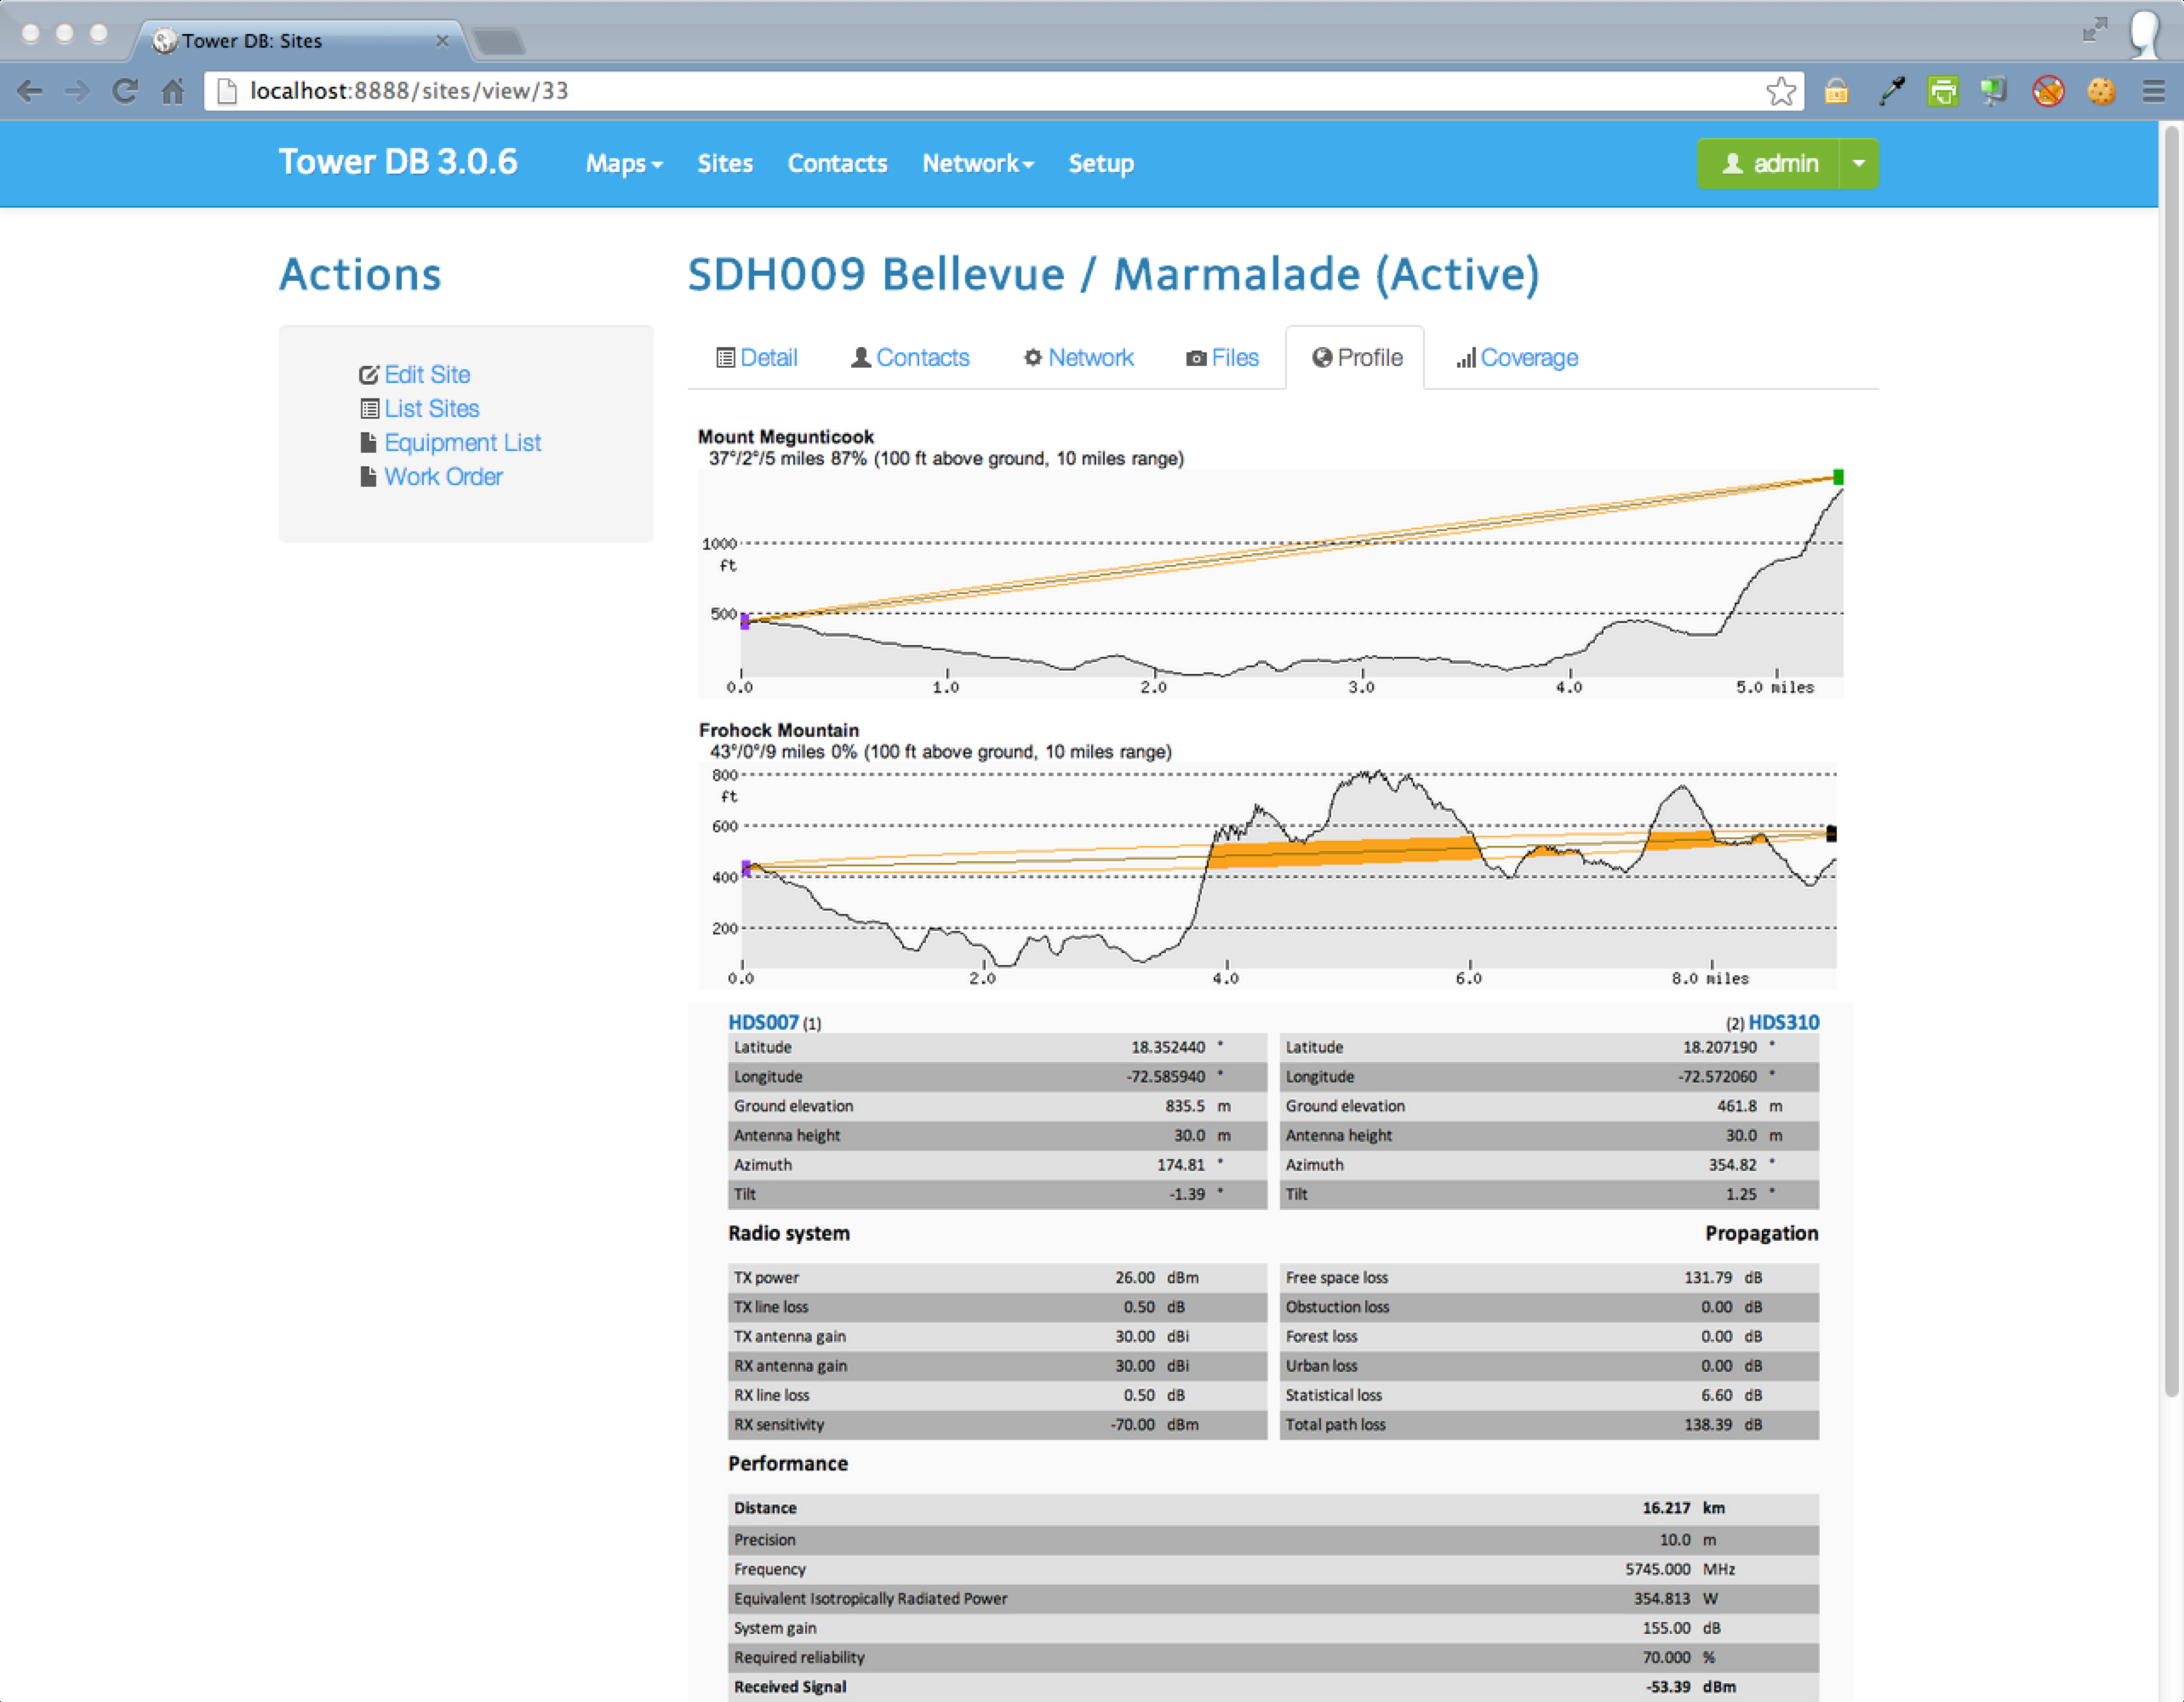 Tower DB: Sites
localhost:8888/sites/view/33
Tower DB 3.0.6 Maps Sites Contacts Network Setup admin
Actions
Edit Site
List Sites
Equipment List
Work Order
SDH009 Bellevue / Marmalade (Active)
Detail Contacts Network Files Profile Coverage
Mount Megunticook
37°/2°/5 miles 87% (100 ft above ground, 10 miles range)
1000
ft
500
0.0 1.0 2.0 3.0 4.0 5.0 miles
Frohock Mountain
43°/0°/9 miles 0% (100 ft above ground, 10 miles range)
800
ft
600
400
200
0.0 2.0 4.0 6.0 8.0 miles
HDS007 (1) (2) HDS310
Latitude 18.352440 ° Latitude 18.207190 °
Longitude -72.585940 ° Longitude -72.572060 °
Ground elevation 835.5 m Ground elevation 461.8 m
Antenna height 30.0 m Antenna height 30.0 m
Azimuth 174.81 ° Azimuth 354.82 °
Tilt -1.39 ° Tilt 1.25 °
Radio system Propagation
TX power 26.00 dBm Free space loss 131.79 dB
TX line loss 0.50 dB Obstuction loss 0.00 dB
TX antenna gain 30.00 dBi Forest loss 0.00 dB
RX antenna gain 30.00 dBi Urban loss 0.00 dB
RX line loss 0.50 dB Statistical loss 6.60 dB
RX sensitivity -70.00 dBm Total path loss 138.39 dB
Performance
Distance 16.217 km
Precision 10.0 m
Frequency 5745.000 MHz
Equivalent Isotropically Radiated Power 354.813 W
System gain 155.00 dB
Required reliability 70.000 %
Received Signal -53.39 dBm